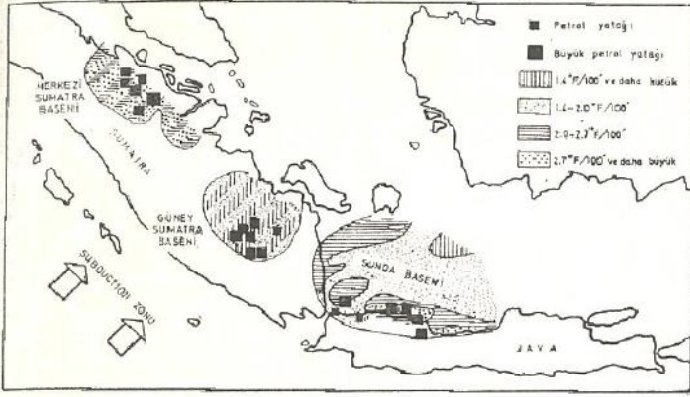 Petrol yatağı
Büyük petrol yatağı
1.4°F/100' ve daha küçük
1.4-2.0°F/100'
2.0-2.7°F/100'
2.7°F/100' ve daha büyük
MERKEZİ
SUMATRA
BASENİ
SUMATRA
GÜNEY
SUMATRA
BASENİ
SUNDA BASENİ
SUBDUCTION ZONU
JAVA